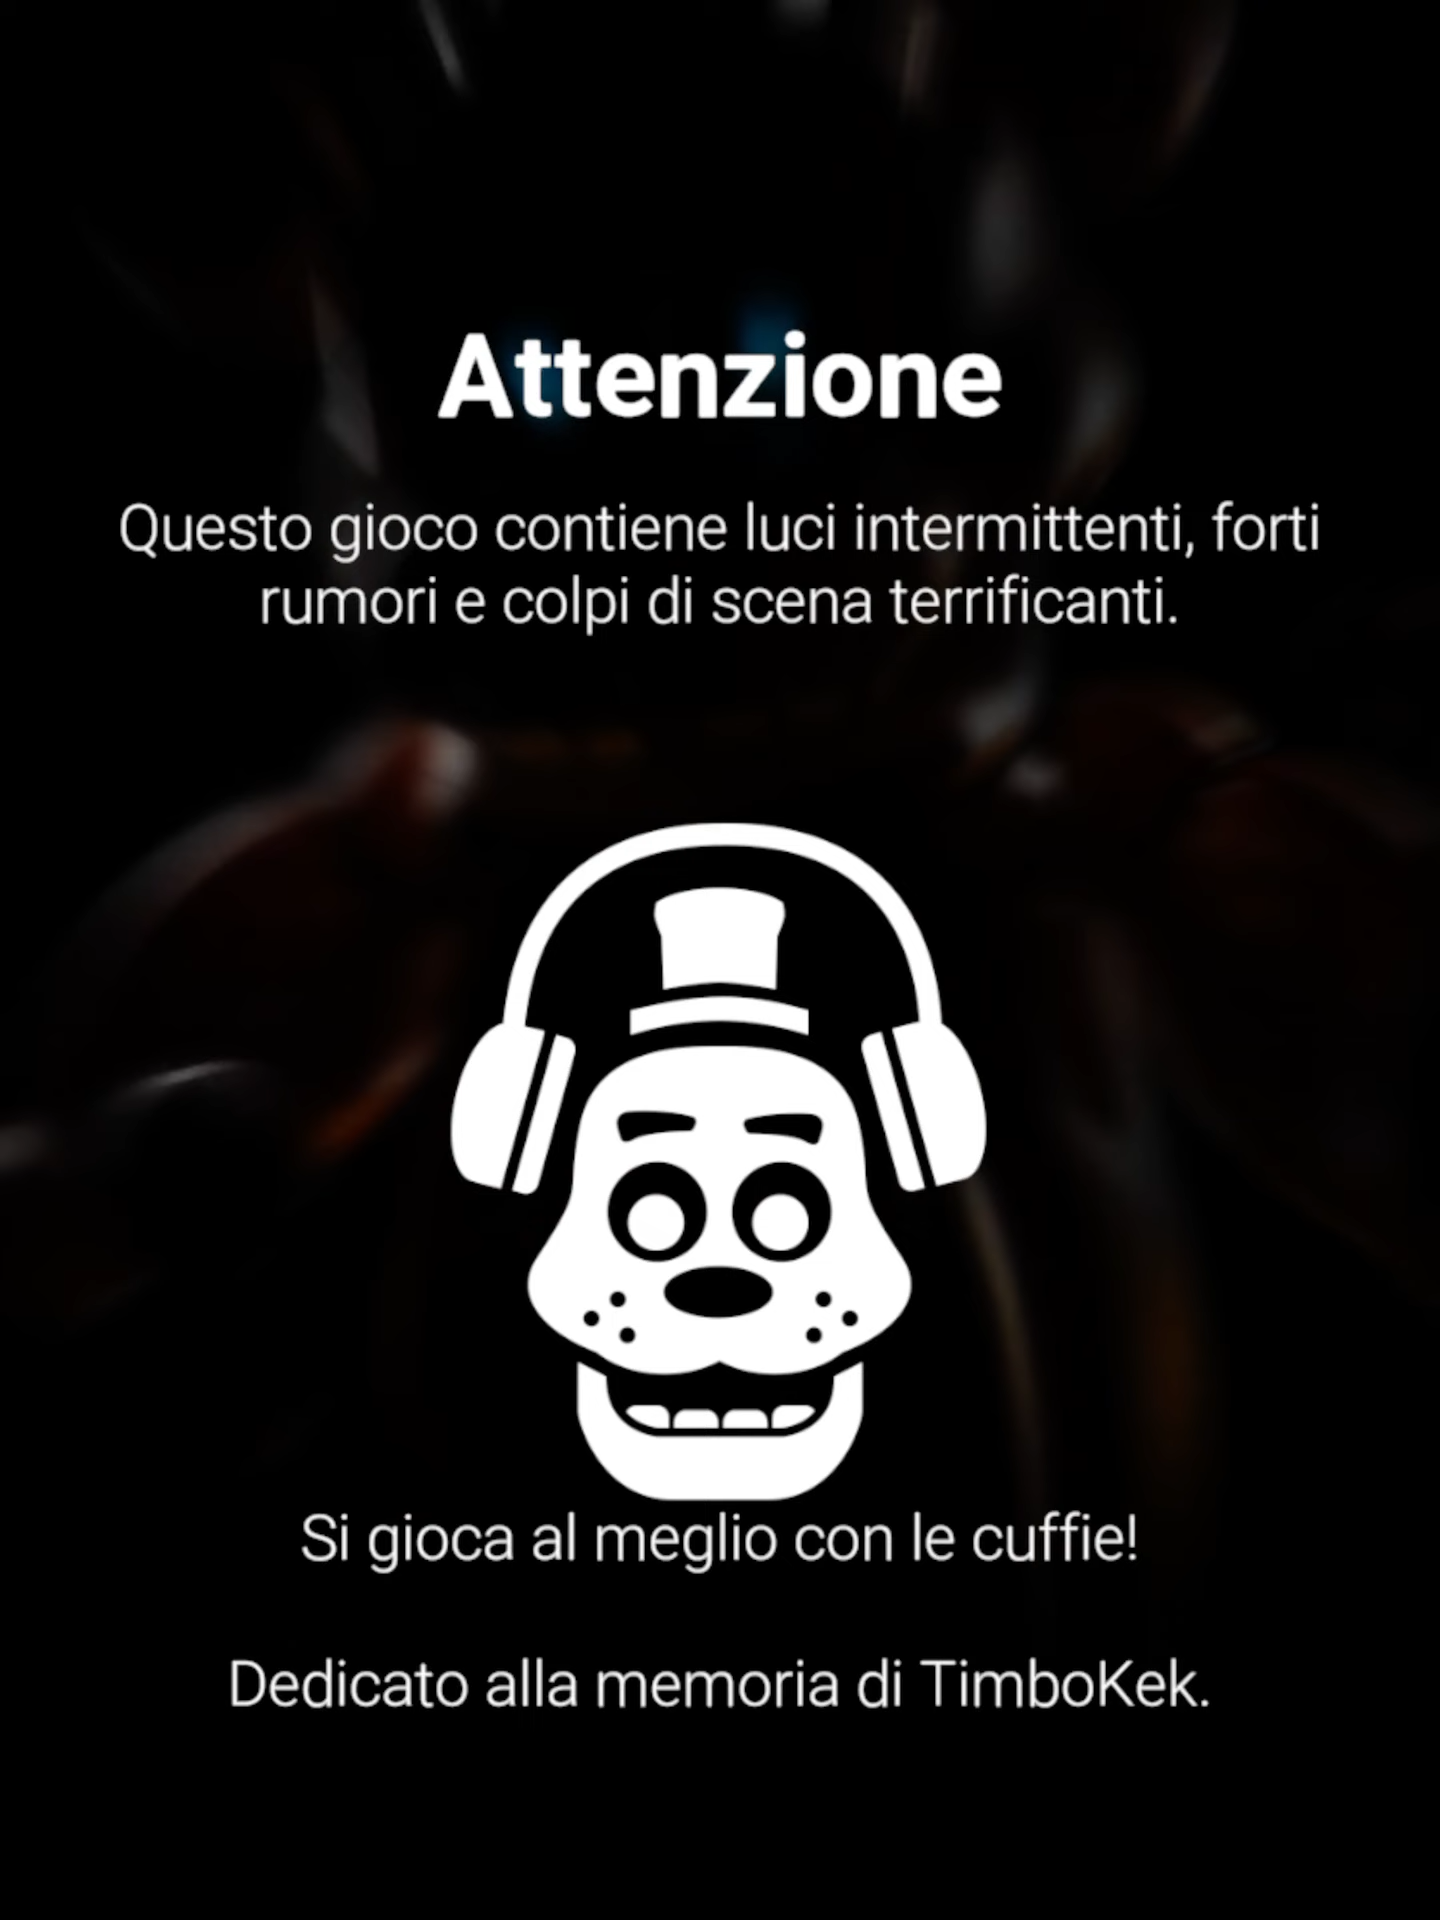 Attenzione
Questo gioco contiene luci intermittenti, forti
rumori e colpi di scena terrificanti.
Si gioca al meglio con le cuffie!
Dedicato alla memoria di TimboKek.